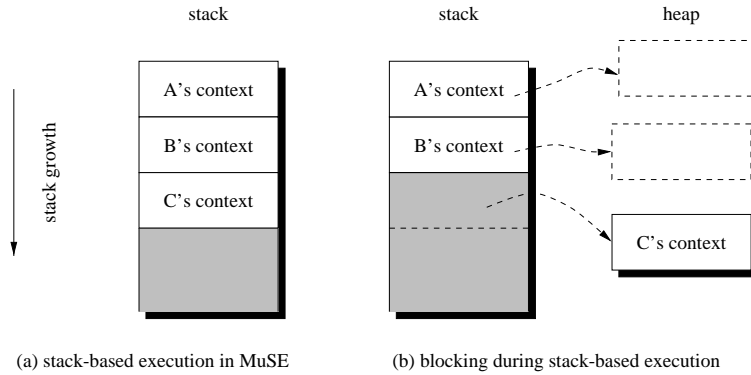 stack
stack
heap
A's context
B's context
C's context
stack growth
A's context
B's context
C's context
(a) stack-based execution in MuSE
(b) blocking during stack-based execution